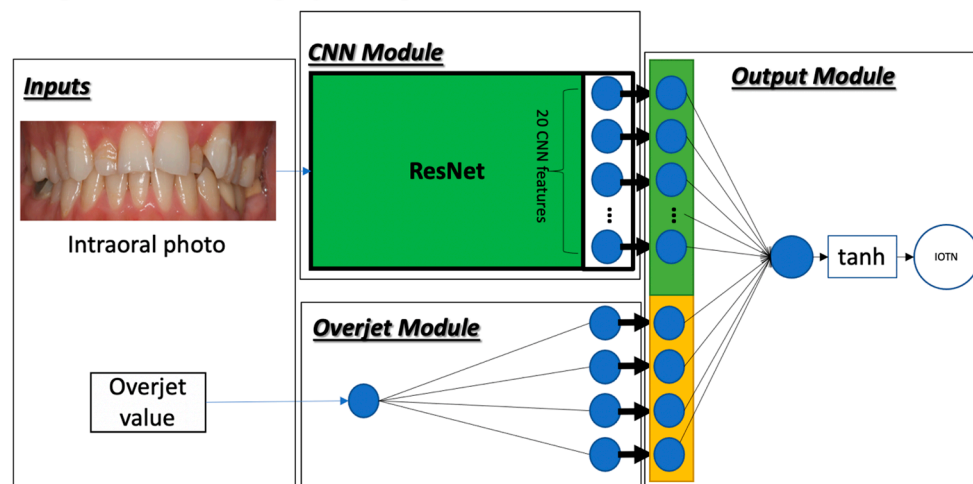 Inputs
Intraoral photo
Overjet
value
CNN Module
ResNet
20 CNN features
...
Overjet Module
Output Module
...
tanh
IOTN